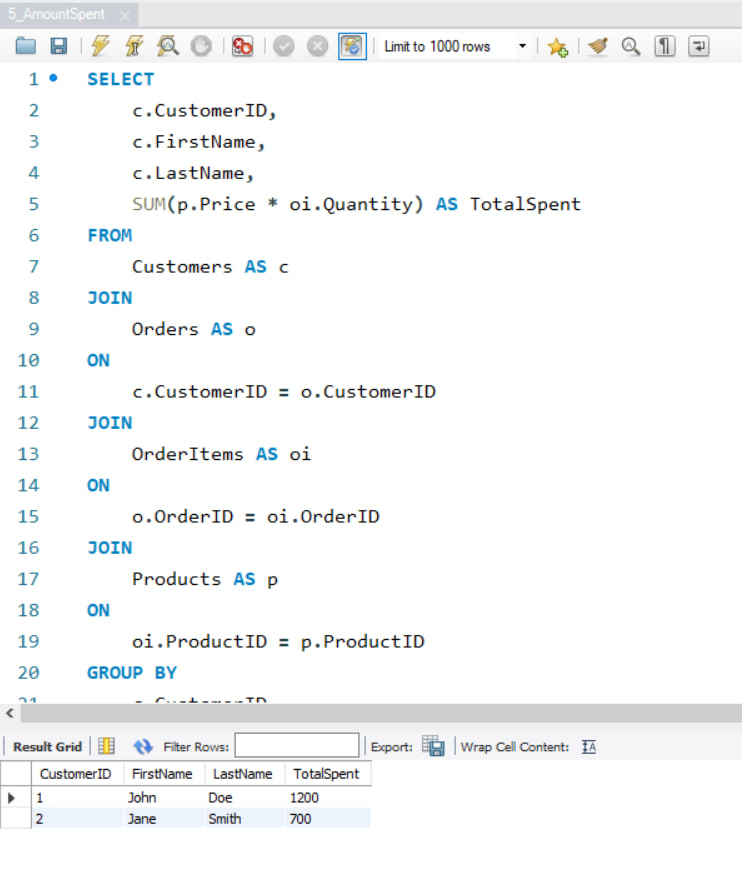 5_AmountSpent
Limit to 1000 rows
1 SELECT
2 c.CustomerID,
3 c.FirstName,
4 c.LastName,
5 SUM(p.Price * oi.Quantity) AS TotalSpent
6 FROM
7 Customers AS c
8 JOIN
9 Orders AS o
10 ON
11 c.CustomerID = o.CustomerID
12 JOIN
13 OrderItems AS oi
14 ON
15 o.OrderID = oi.OrderID
16 JOIN
17 Products AS p
18 ON
19 oi.ProductID = p.ProductID
20 GROUP BY
21 c.CustomerID
Result Grid Filter Rows: Export: Wrap Cell Content: IA
CustomerID FirstName LastName TotalSpent
1 John Doe 1200
2 Jane Smith 700